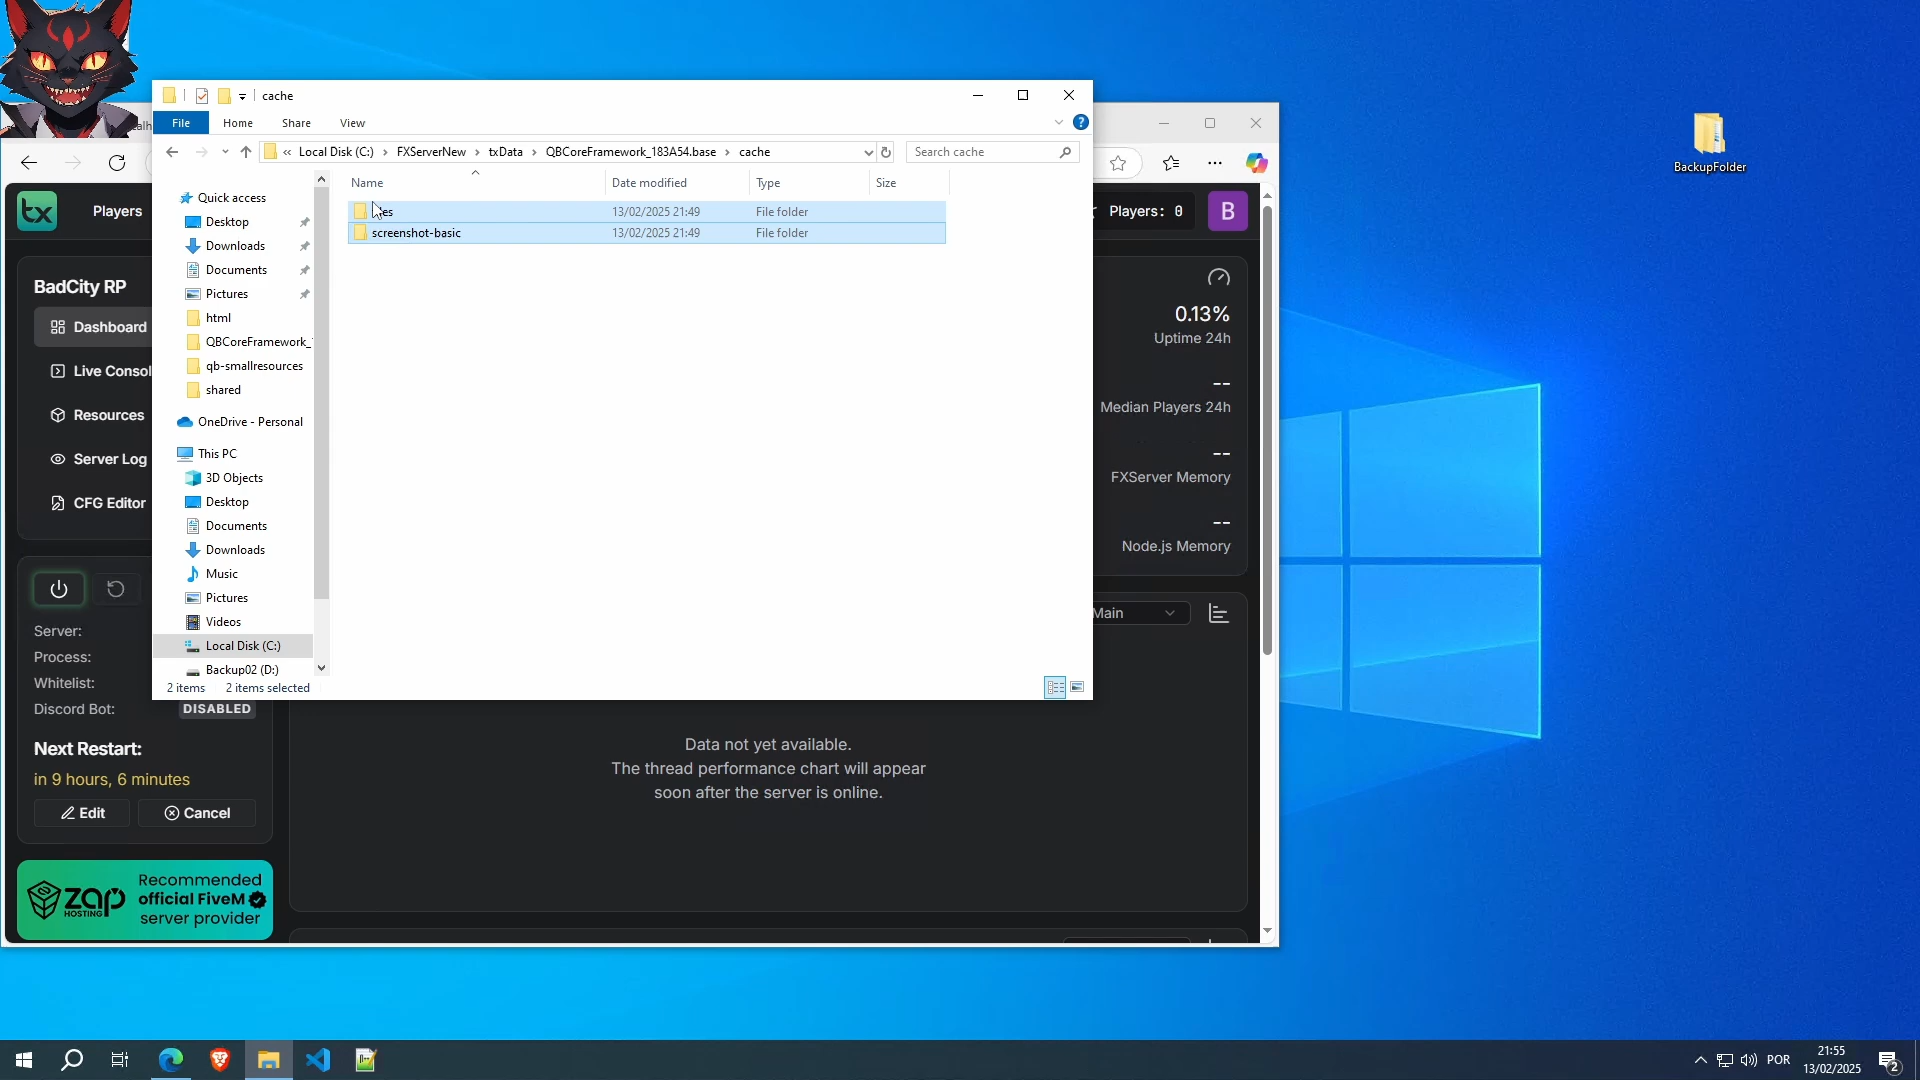 cache
File
Home
Share
View
« Local Disk (C:) › FXServerNew › txData › QBCoreFramework_183A54.base › cache
Search cache
Name
Date modified
Type
Size
13/02/2025 21:49
File folder
screenshot-basic
13/02/2025 21:49
File folder
Quick access
Desktop
Downloads
Documents
Pictures
html
QBCoreFramework_
qb-smallresources
shared
OneDrive - Personal
This PC
3D Objects
Desktop
Documents
Downloads
Music
Pictures
Videos
Local Disk (C:)
Backup02 (D:)
2 items
2 items selected
tx
Players
Players: 0
B
BadCity RP
Dashboard
Live Consol
Resources
Server Log
CFG Editor
Server:
Process:
Whitelist:
Discord Bot:
DISABLED
Next Restart:
in 9 hours, 6 minutes
Edit
Cancel
ZAP
HOSTING
Recommended
official FiveM
server provider
0.13%
Uptime 24h
--
Median Players 24h
--
FXServer Memory
--
Node.js Memory
Main
Data not yet available.
The thread performance chart will appear
soon after the server is online.
BackupFolder
POR
21:55
13/02/2025
2